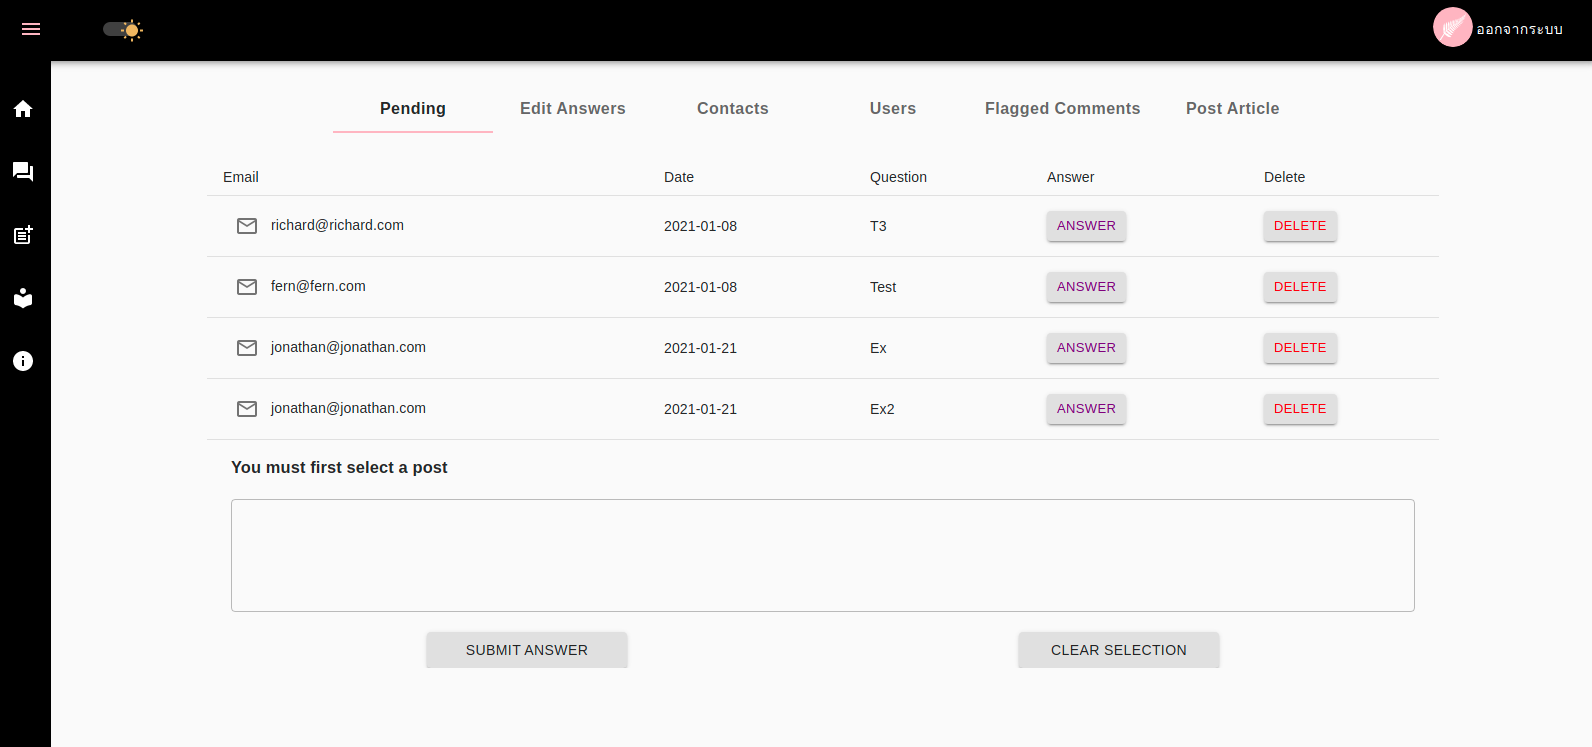 ออกจากระบบ
Pending Edit Answers Contacts Users Flagged Comments Post Article
Email Date Question Answer Delete
richard@richard.com 2021-01-08 T3 ANSWER DELETE
fern@fern.com 2021-01-08 Test ANSWER DELETE
jonathan@jonathan.com 2021-01-21 Ex ANSWER DELETE
jonathan@jonathan.com 2021-01-21 Ex2 ANSWER DELETE
You must first select a post
SUBMIT ANSWER CLEAR SELECTION